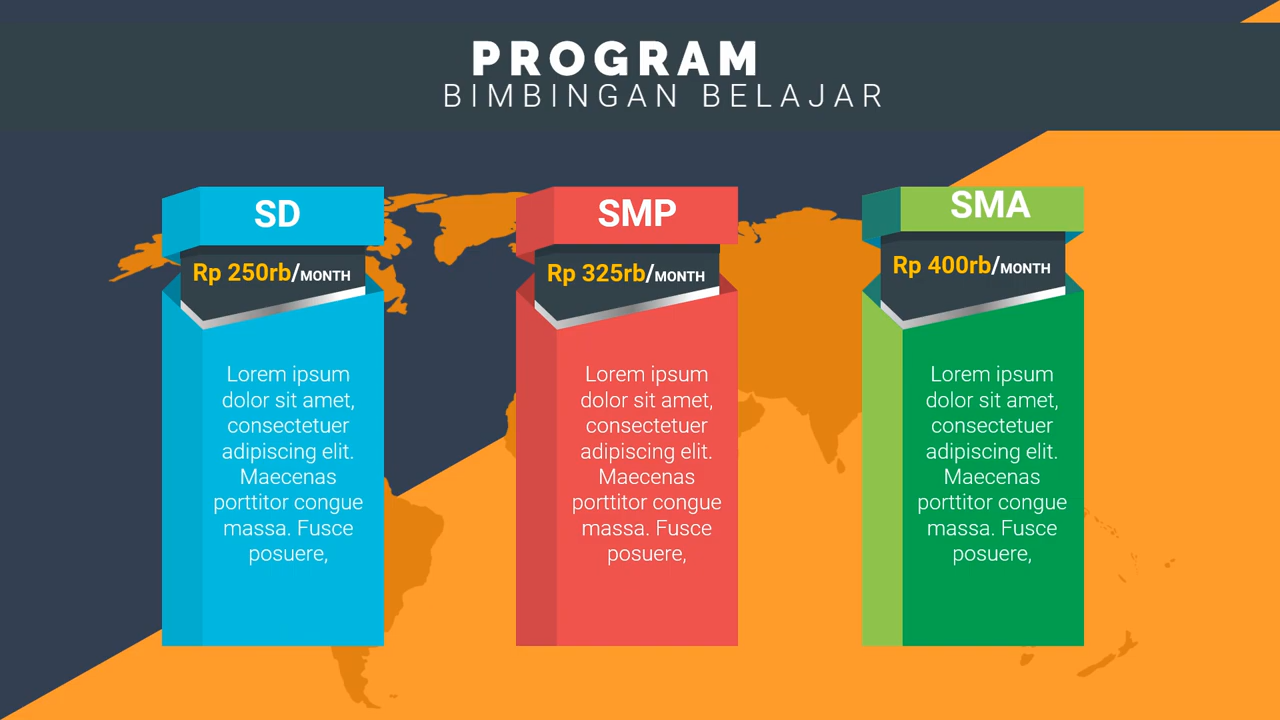 PROGRAM
BIMBINGAN BELAJAR
SD
Rp 250rb/MONTH
Lorem ipsum
dolor sit amet,
consectetuer
adipiscing elit.
Maecenas
porttitor congue
massa. Fusce
posuere,
SMP
Rp 325rb/MONTH
Lorem ipsum
dolor sit amet,
consectetuer
adipiscing elit.
Maecenas
porttitor congue
massa. Fusce
posuere,
SMA
Rp 400rb/MONTH
Lorem ipsum
dolor sit amet,
consectetuer
adipiscing elit.
Maecenas
porttitor congue
massa. Fusce
posuere,